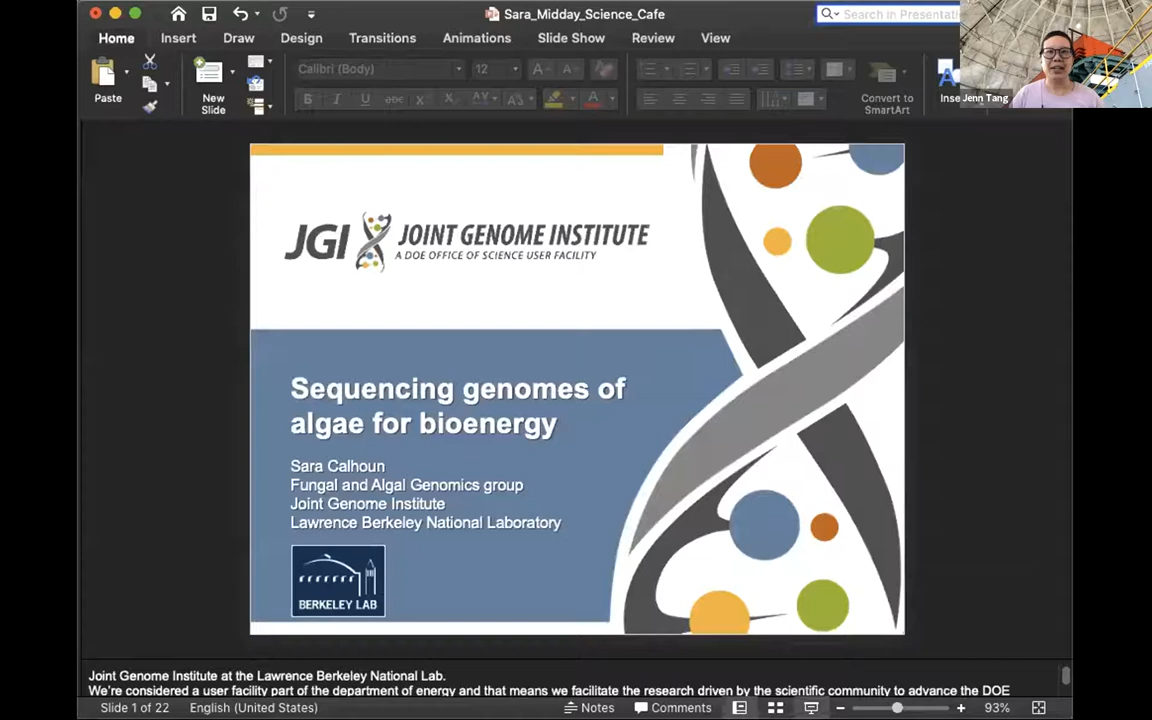 Sara_Midday_Science_Cafe
Search in Presentati
Home Insert Draw Design Transitions Animations Slide Show Review View
Calibri (Body) 12
Paste
New
Slide
Convert to
SmartArt
Inse
Jenn Tang
JGI JOINT GENOME INSTITUTE
A DOE OFFICE OF SCIENCE USER FACILITY
Sequencing genomes of
algae for bioenergy
Sara Calhoun
Fungal and Algal Genomics group
Joint Genome Institute
Lawrence Berkeley National Laboratory
BERKELEY LAB
Joint Genome Institute at the Lawrence Berkeley National Lab.
We're considered a user facility part of the department of energy and that means we facilitate the research driven by the scientific community to advance the DOE
Slide 1 of 22 English (United States) Notes Comments 93%